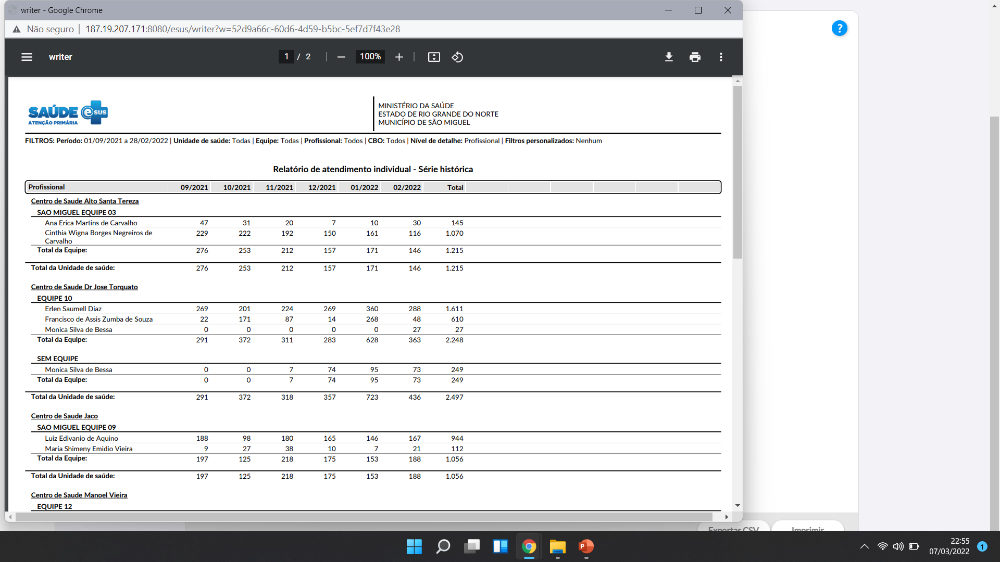 writer - Google Chrome
Não seguro | 187.19.207.171:8080/esus/writer?w=52d9a66c-60d6-4d59-b5bc-5ef7d7f43e28
?
writer 1 / 2 | — 100% + |
SAÚDE e SUS
ATENÇÃO PRIMÁRIA
MINISTÉRIO DA SAÚDE
ESTADO DE RIO GRANDE DO NORTE
MUNICÍPIO DE SÃO MIGUEL
FILTROS: Período: 01/09/2021 a 28/02/2022 | Unidade de saúde: Todas | Equipe: Todas | Profissional: Todos | CBO: Todos | Nível de detalhe: Profissional | Filtros personalizados: Nenhum
Relatório de atendimento individual - Série histórica
Profissional 09/2021 10/2021 11/2021 12/2021 01/2022 02/2022 Total
Centro de Saude Alto Santa Tereza
SAO MIGUEL EQUIPE 03
Ana Erica Martins de Carvalho 47 31 20 7 10 30 145
Cinthia Wigna Borges Negreiros de 229 222 192 150 161 116 1.070
Carvalho
Total da Equipe: 276 253 212 157 171 146 1.215
Total da Unidade de saúde: 276 253 212 157 171 146 1.215
Centro de Saude Dr Jose Torquato
EQUIPE 10
Erlen Saumell Diaz 269 201 224 269 360 288 1.611
Francisco de Assis Zumba de Souza 22 171 87 14 268 48 610
Monica Silva de Bessa 0 0 0 0 0 27 27
Total da Equipe: 291 372 311 283 628 363 2.248
SEM EQUIPE
Monica Silva de Bessa 0 0 7 74 95 73 249
Total da Equipe: 0 0 7 74 95 73 249
Total da Unidade de saúde: 291 372 318 357 723 436 2.497
Centro de Saude Jaco
SAO MIGUEL EQUIPE 09
Luiz Edivanio de Aquino 188 98 180 165 146 167 944
Maria Shimeny Emidio Vieira 9 27 38 10 7 21 112
Total da Equipe: 197 125 218 175 153 188 1.056
Total da Unidade de saúde: 197 125 218 175 153 188 1.056
Centro de Saude Manoel Vieira
EQUIPE 12
Exportar CSV Imprimir
P
22:55
07/03/2022 1